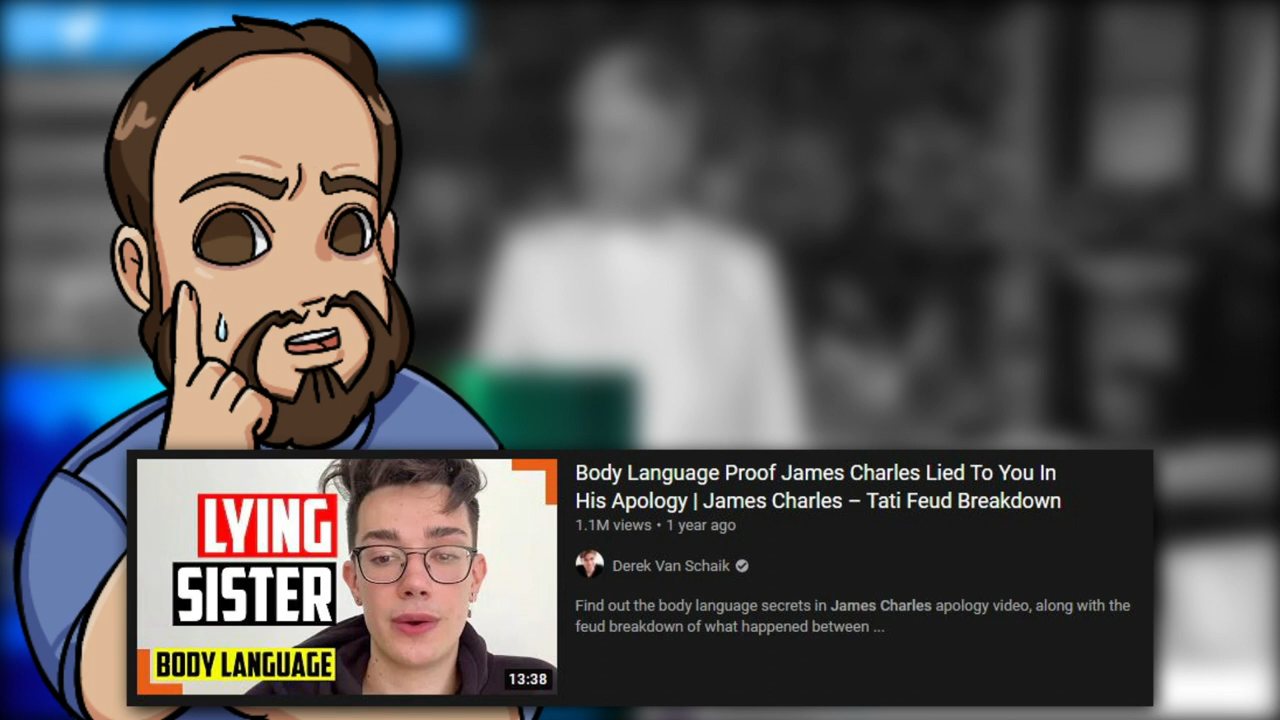 LYING
SISTER
BODY LANGUAGE
13:38
Body Language Proof James Charles Lied To You In
His Apology | James Charles – Tati Feud Breakdown
1.1M views • 1 year ago
Derek Van Schaik
Find out the body language secrets in James Charles apology video, along with the
feud breakdown of what happened between ...